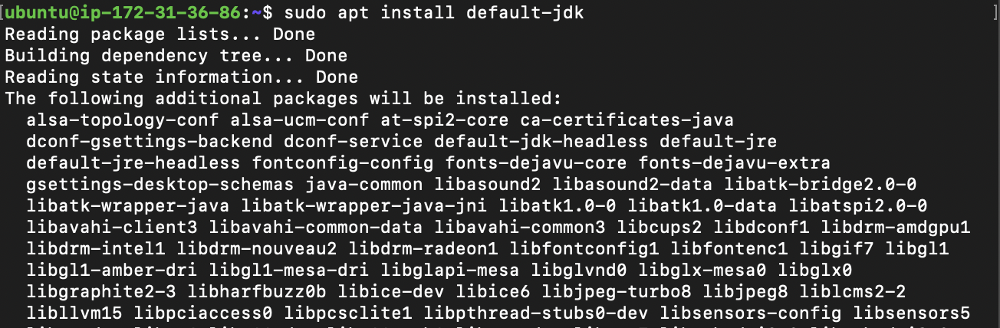 [ubuntu@ip-172-31-36-86:~$ sudo apt install default-jdk ]
Reading package lists... Done
Building dependency tree... Done
Reading state information... Done
The following additional packages will be installed:
  alsa-topology-conf alsa-ucm-conf at-spi2-core ca-certificates-java
  dconf-gsettings-backend dconf-service default-jdk-headless default-jre
  default-jre-headless fontconfig-config fonts-dejavu-core fonts-dejavu-extra
  gsettings-desktop-schemas java-common libasound2 libasound2-data libatk-bridge2.0-0
  libatk-wrapper-java libatk-wrapper-java-jni libatk1.0-0 libatk1.0-data libatspi2.0-0
  libavahi-client3 libavahi-common-data libavahi-common3 libcups2 libdconf1 libdrm-amdgpu1
  libdrm-intel1 libdrm-nouveau2 libdrm-radeon1 libfontconfig1 libfontenc1 libgif7 libgl1
  libgl1-amber-dri libgl1-mesa-dri libglapi-mesa libglvnd0 libglx-mesa0 libglx0
  libgraphite2-3 libharfbuzz0b libice-dev libice6 libjpeg-turbo8 libjpeg8 liblcms2-2
  libllvm15 libpciaccess0 libpcsclite1 libpthread-stubs0-dev libsensors-config libsensors5